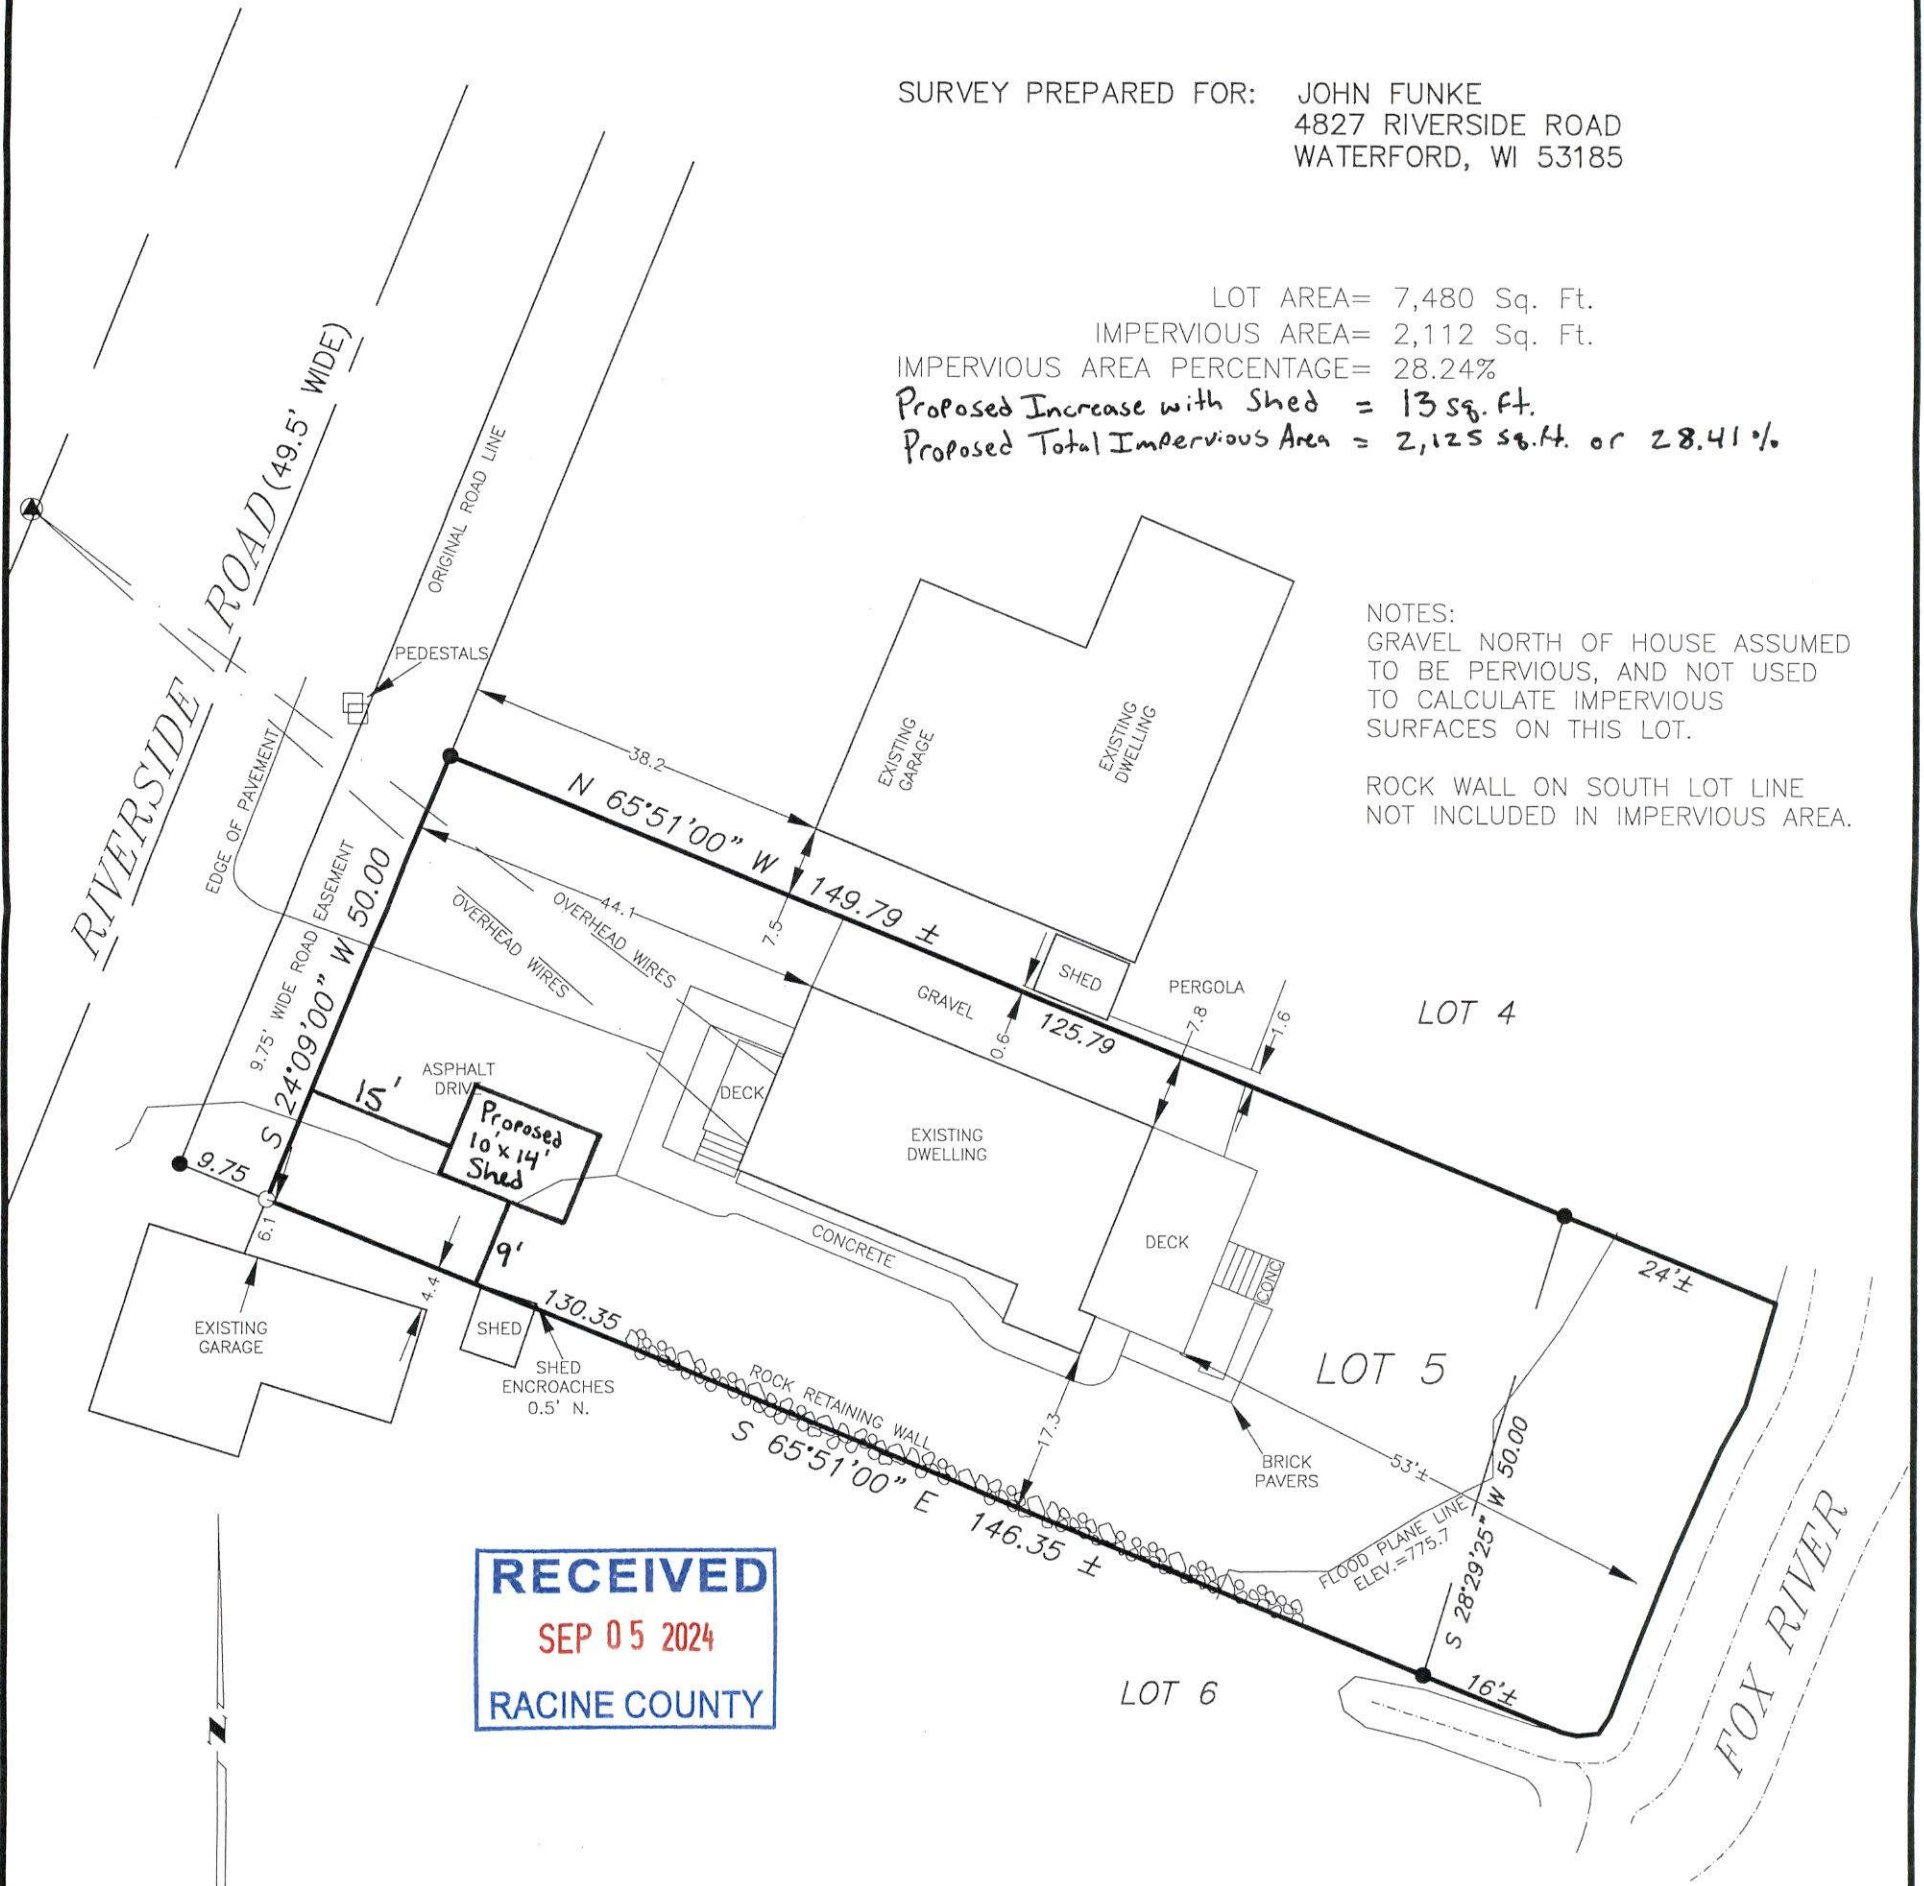 SURVEY PREPARED FOR: JOHN FUNKE
4827 RIVERSIDE ROAD
WATERFORD, WI 53185
LOT AREA= 7,480 Sq. Ft.
IMPERVIOUS AREA= 2,112 Sq. Ft.
IMPERVIOUS AREA PERCENTAGE= 28.24%
Proposed Increase with Shed = 13 sq. ft.
Proposed Total Impervious Area = 2,125 sq. ft. or 28.41 %
NOTES:
GRAVEL NORTH OF HOUSE ASSUMED
TO BE PERVIOUS, AND NOT USED
TO CALCULATE IMPERVIOUS
SURFACES ON THIS LOT.
ROCK WALL ON SOUTH LOT LINE
NOT INCLUDED IN IMPERVIOUS AREA.
RIVERSIDE ROAD (49.5' WIDE)
ORIGINAL ROAD LINE
PEDESTALS
EDGE OF PAVEMENT
9.75' WIDE ROAD EASEMENT
S 24°09'00" W 50.00
38.2
N 65°51'00" W 149.79 ±
EXISTING
GARAGE
EXISTING
DWELLING
44.1
7.5
OVERHEAD WIRES
OVERHEAD WIRES
GRAVEL
SHED
0.6
125.79
PERGOLA
7.8
1.6
LOT 4
ASPHALT
DRIVE
15'
Proposed
10' x 14'
Shed
DECK
EXISTING
DWELLING
9.75
6.1
4.4
9'
CONCRETE
DECK
CONC
24'±
EXISTING
GARAGE
SHED
130.35
SHED
ENCROACHES
0.5' N.
ROCK RETAINING WALL
S 65°51'00" E 146.35 ±
17.3
LOT 5
BRICK
PAVERS
53'±
FLOOD PLANE LINE
ELEV.=775.7
S 28°29'25" W 50.00
16'±
LOT 6
FOX RIVER
RECEIVED
SEP 05 2024
RACINE COUNTY
N